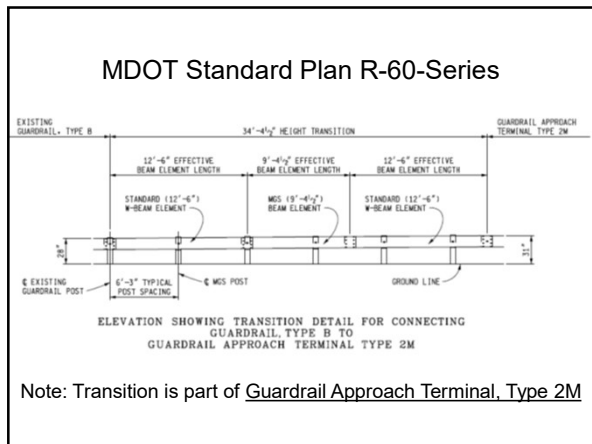 MDOT Standard Plan R-60-Series
EXISTING
GUARDRAIL, TYPE B
34'-4½" HEIGHT TRANSITION
GUARDRAIL APPROACH
TERMINAL TYPE 2M
12'-6" EFFECTIVE
BEAM ELEMENT LENGTH
9'-4½" EFFECTIVE
BEAM ELEMENT LENGTH
12'-6" EFFECTIVE
BEAM ELEMENT LENGTH
STANDARD (12'-6")
W-BEAM ELEMENT
MGS (9'-4½")
BEAM ELEMENT
STANDARD (12'-6")
W-BEAM ELEMENT
28"
31"
℄ EXISTING
GUARDRAIL POST
6'-3" TYPICAL
POST SPACING
℄ MGS POST
GROUND LINE
ELEVATION SHOWING TRANSITION DETAIL FOR CONNECTING
GUARDRAIL, TYPE B TO
GUARDRAIL APPROACH TERMINAL TYPE 2M
Note: Transition is part of Guardrail Approach Terminal, Type 2M